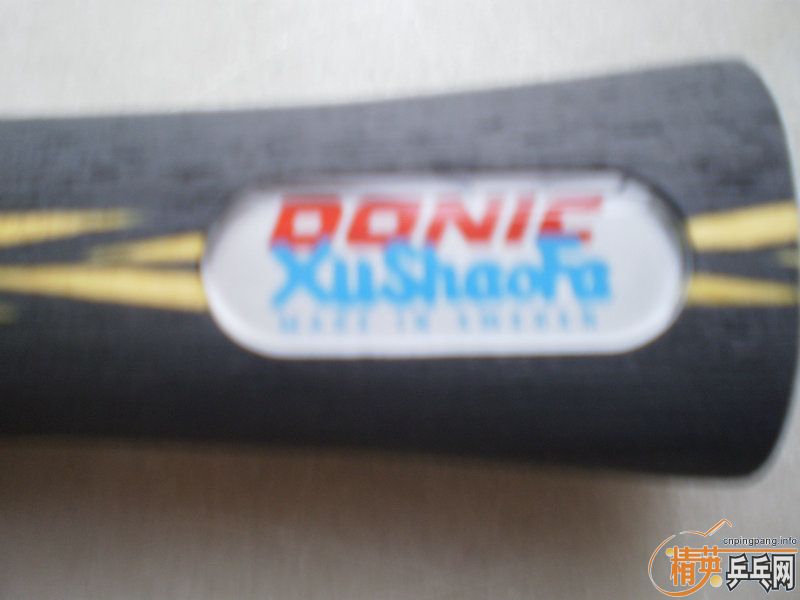 DONIC
XuShaoFa
MADE IN SWEDEN
cnpingpang.info
精英乒乓网